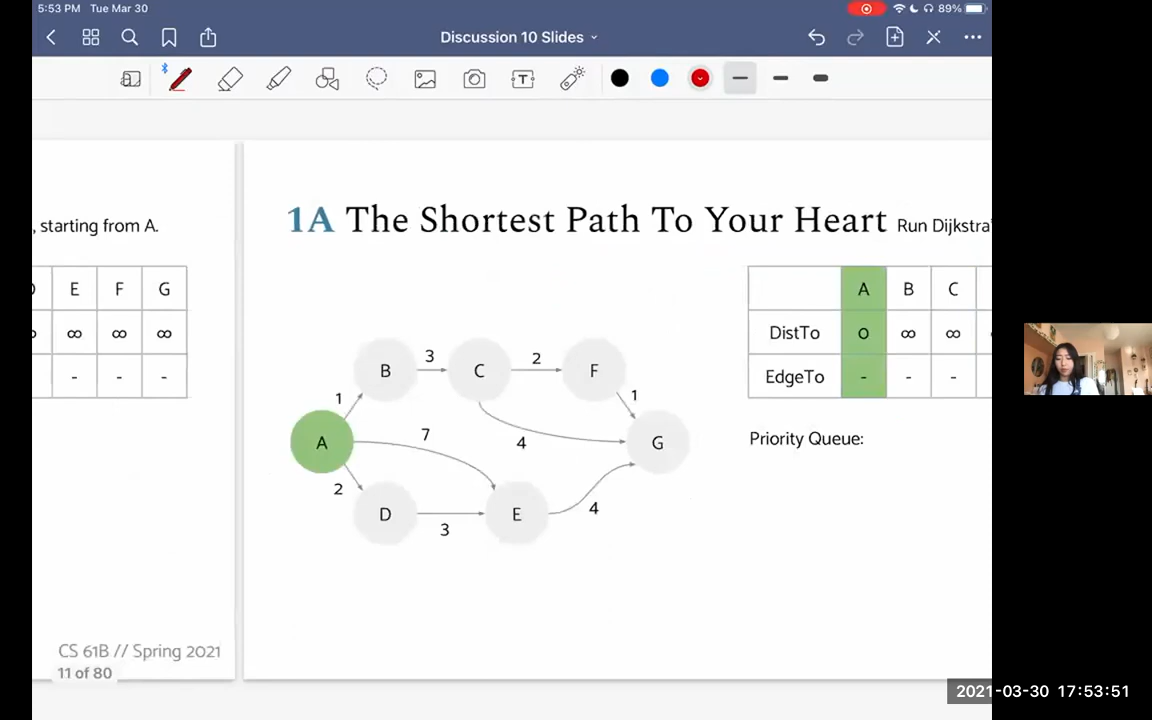 5:53 PM Tue Mar 30
89%
Discussion 10 Slides
T
, starting from A.
E F G
∞ ∞ ∞
- - -
CS 61B // Spring 2021
11 of 80
1A The Shortest Path To Your Heart Run Dijkstra'
A B C
DistTo 0 ∞ ∞
EdgeTo - - -
Priority Queue:
3 2
B C F
1 1
7
A 4 G
2
D E 4
3
2021-03-30 17:53:51